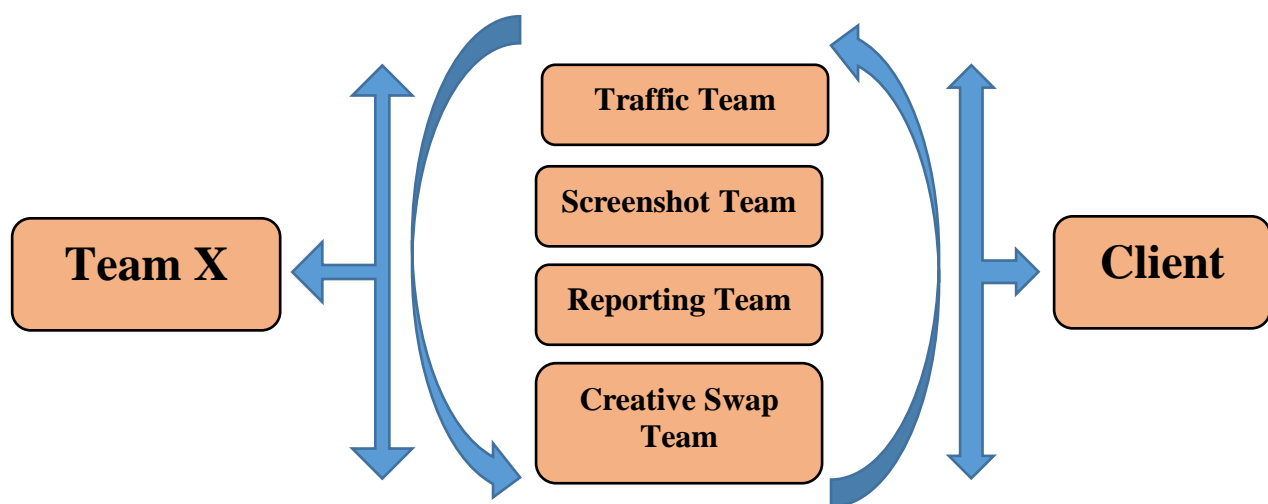 Traffic Team
Screenshot Team
Team X
Client
Reporting Team
Creative Swap
Team